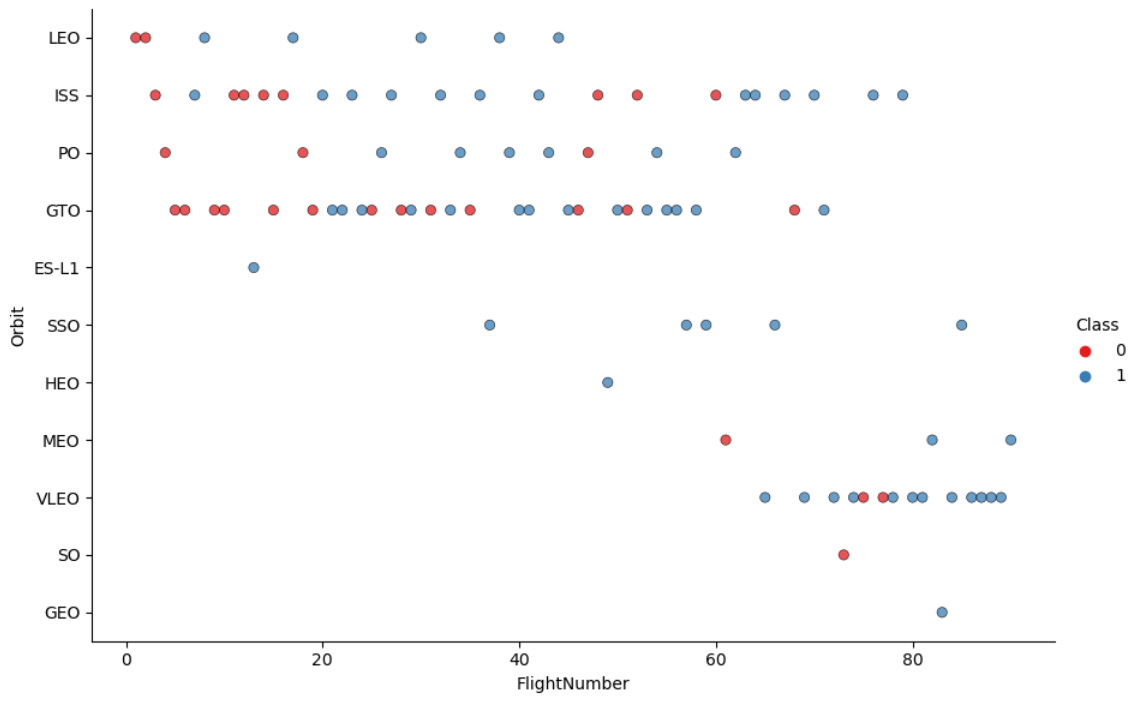 LEO
ISS
PO
GTO
ES-L1
SSO
HEO
MEO
VLEO
SO
GEO
Orbit
0 20 40 60 80
FlightNumber
Class
0
1